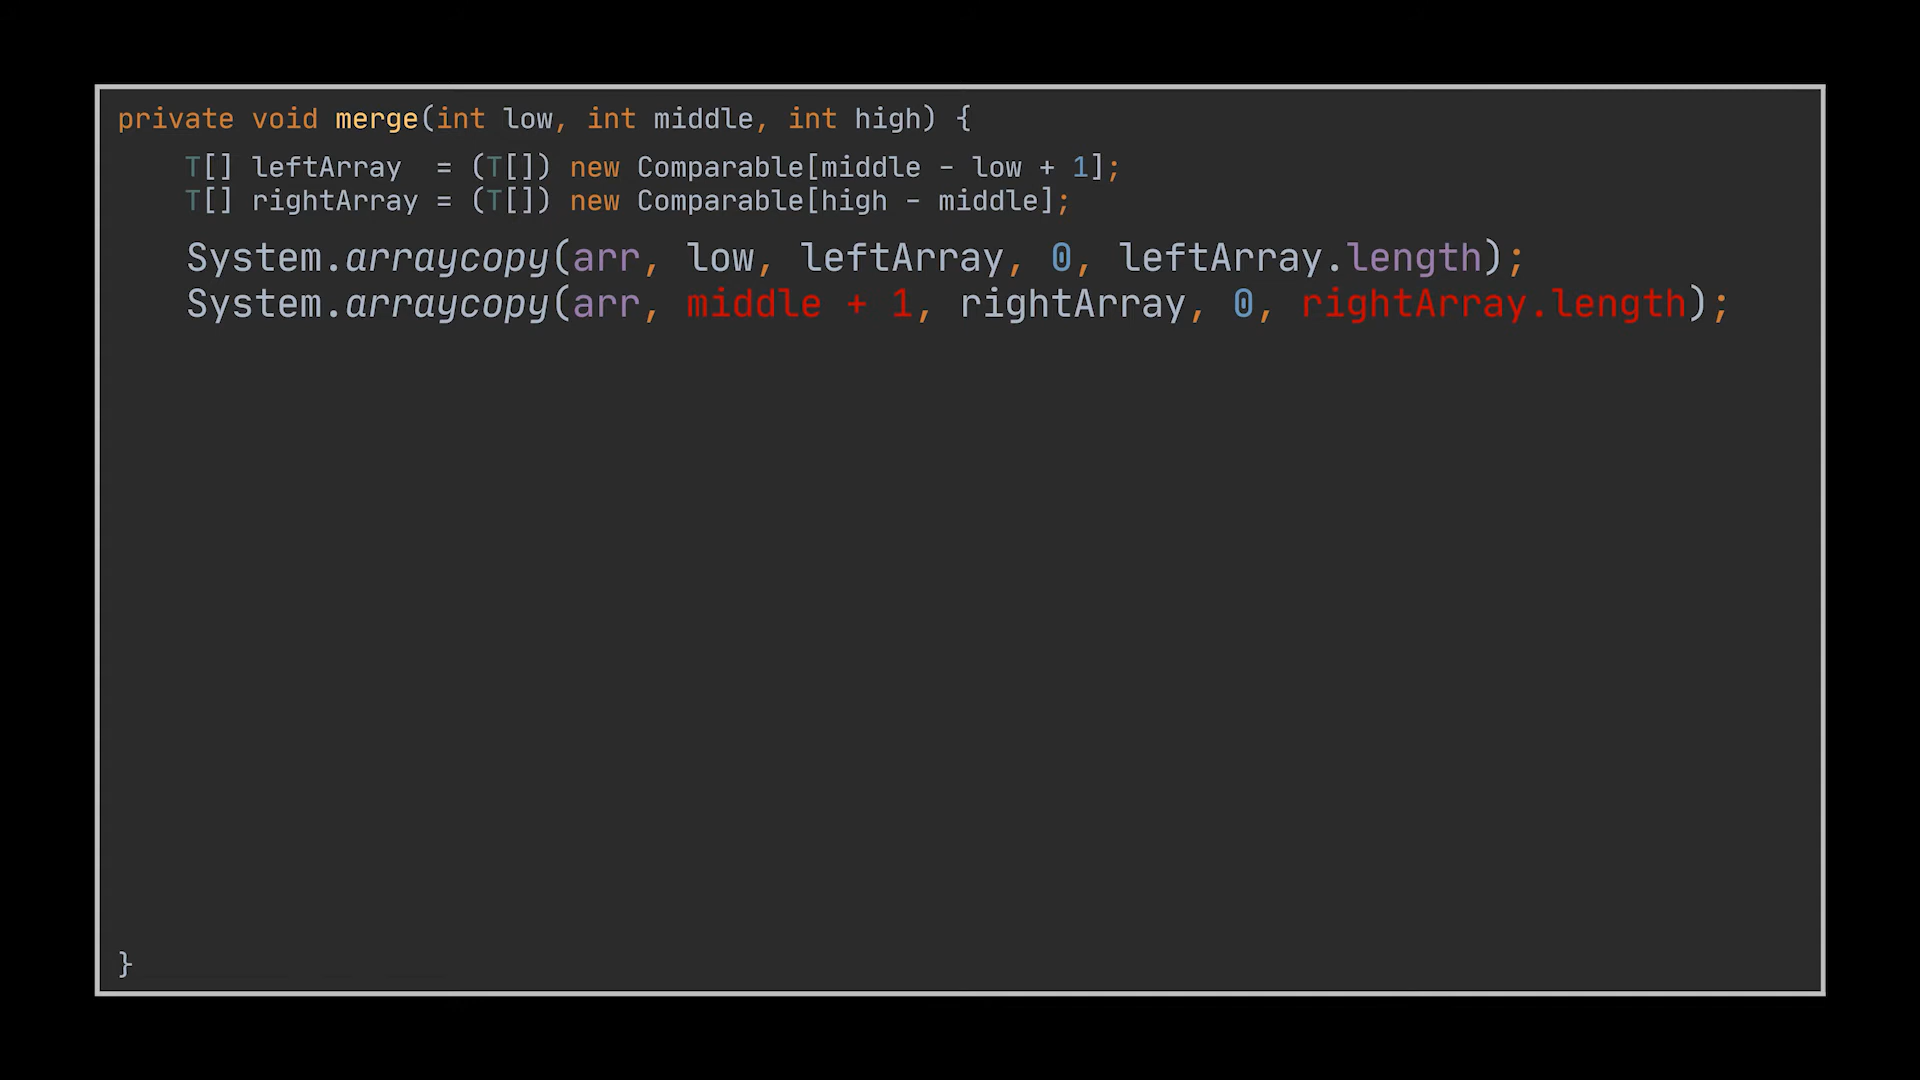 private void merge(int low, int middle, int high) {
T[] leftArray  = (T[]) new Comparable[middle - low + 1];
T[] rightArray = (T[]) new Comparable[high - middle];
System.arraycopy(arr, low, leftArray, 0, leftArray.length);
System.arraycopy(arr, middle + 1, rightArray, 0, rightArray.length);
}